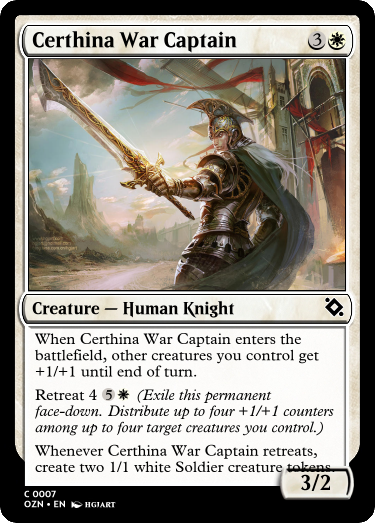 Certhina War Captain 3
Creature — Human Knight
When Certhina War Captain enters the
battlefield, other creatures you control get
+1/+1 until end of turn.
Retreat 4 5 (Exile this permanent
face-down. Distribute up to four +1/+1 counters
among up to four target creatures you control.)
Whenever Certhina War Captain retreats,
create two 1/1 white Soldier creature tokens.
3/2
C 0007
OZN • EN HGJART